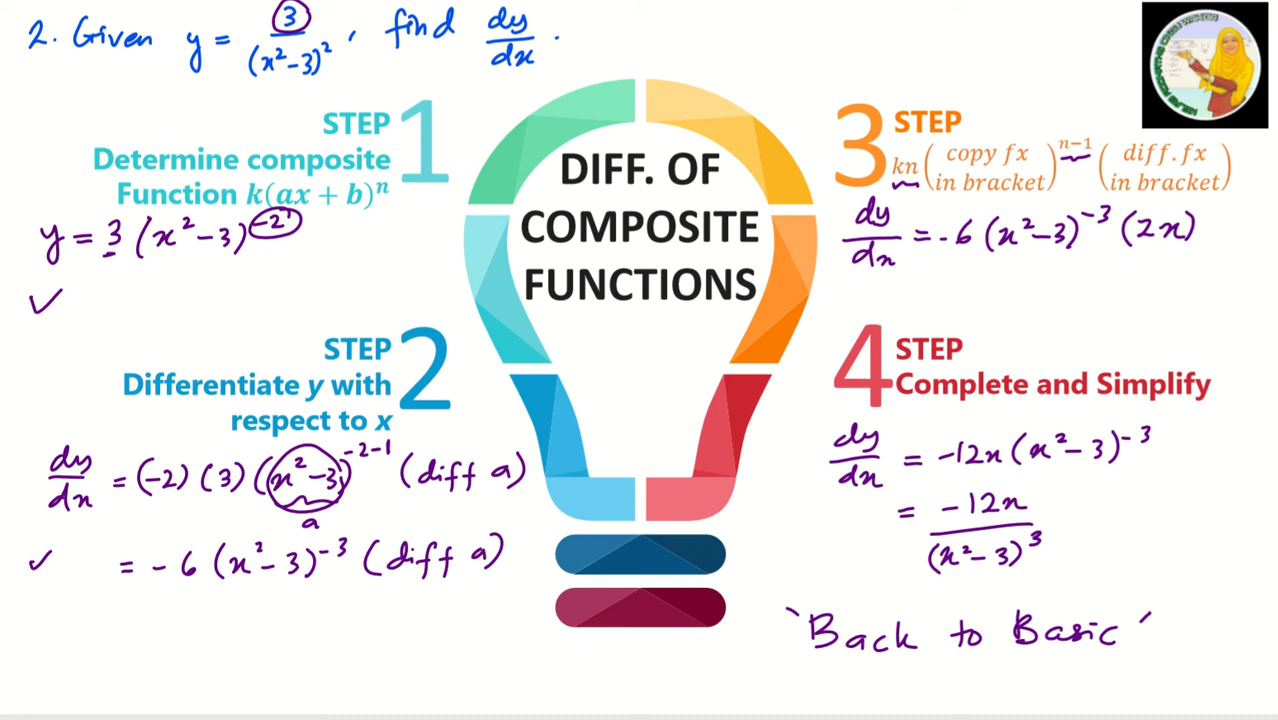 2. Given y = 3/(x²-3)², find dy/dx.
STEP 1
Determine composite
Function k(ax + b)ⁿ
y = 3(x²-3)⁻²
✓
STEP 2
Differentiate y with
respect to x
dy/dx = (-2)(3)(x²-3)⁻²⁻¹ (diff a)
a
✓ = -6(x²-3)⁻³ (diff a)
DIFF. OF
COMPOSITE
FUNCTIONS
3 STEP
kn(copy fx in bracket)ⁿ⁻¹ (diff.fx in bracket)
dy/dx = -6(x²-3)⁻³ (2x)
4 STEP
Complete and Simplify
dy/dx = -12x(x²-3)⁻³
= -12x/(x²-3)³
`Back to Basic´